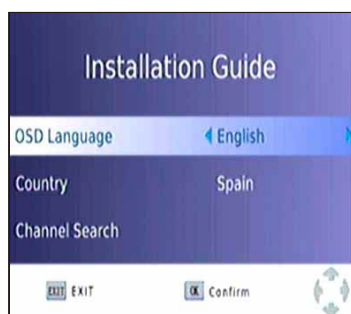 Installation Guide
OSD Language English
Country Spain
Channel Search
EXIT EXIT OK Confirm